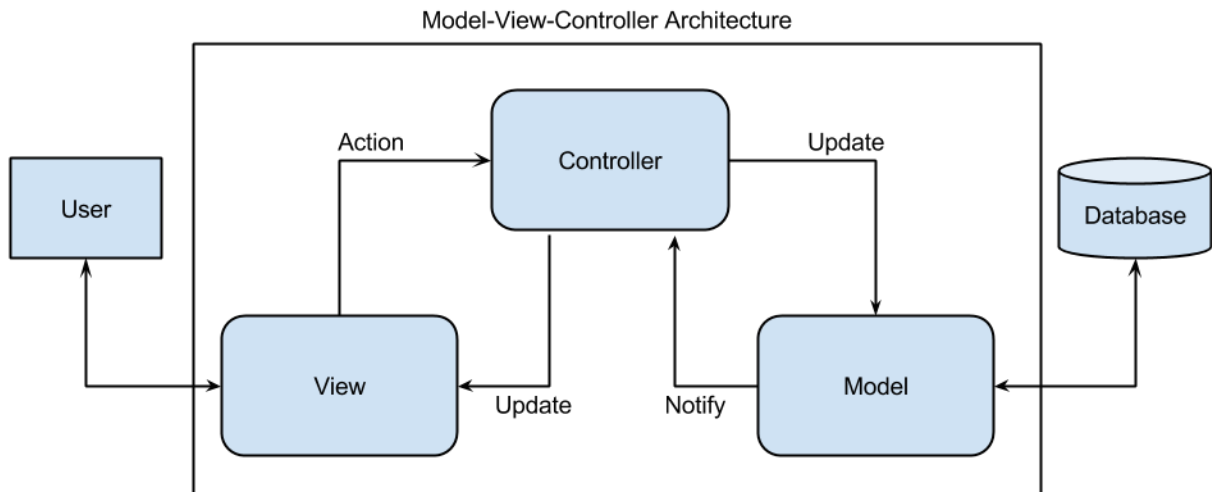 Model-View-Controller Architecture
Action
Controller
Update
User
Database
View
Update
Notify
Model